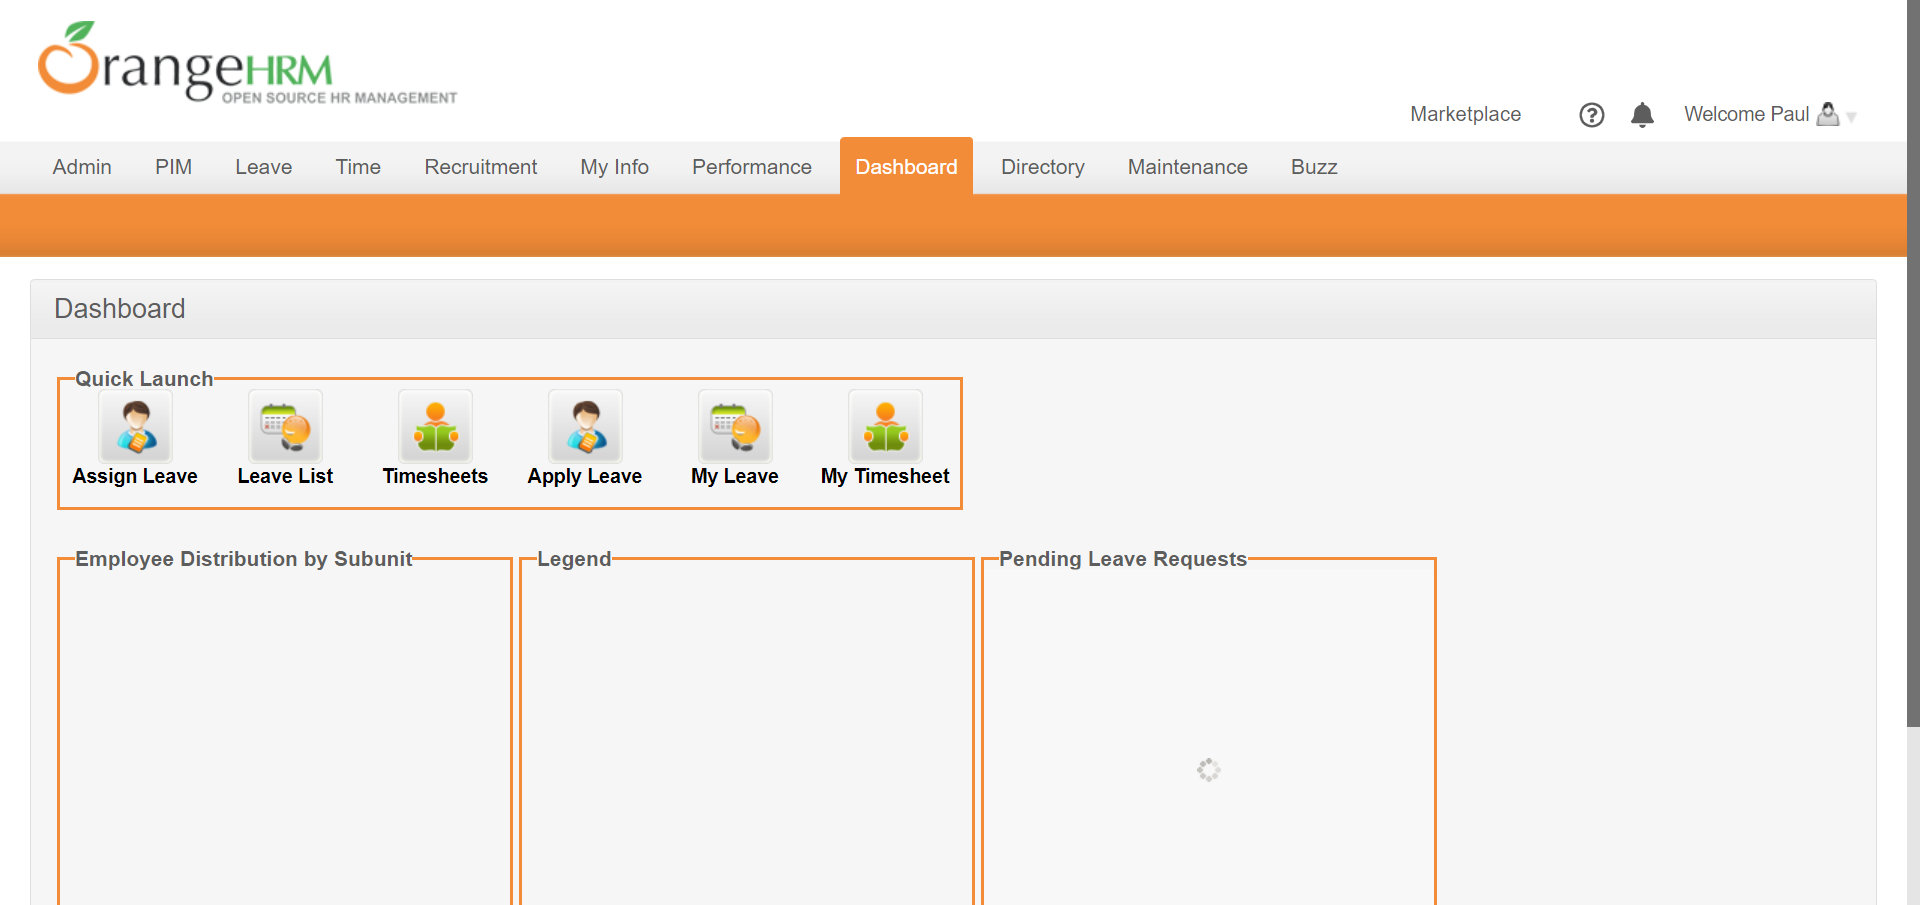 OrangeHRM
OPEN SOURCE HR MANAGEMENT
Marketplace ? Welcome Paul
Admin PIM Leave Time Recruitment My Info Performance Dashboard Directory Maintenance Buzz
Dashboard
Quick Launch
Assign Leave Leave List Timesheets Apply Leave My Leave My Timesheet
Employee Distribution by Subunit Legend Pending Leave Requests